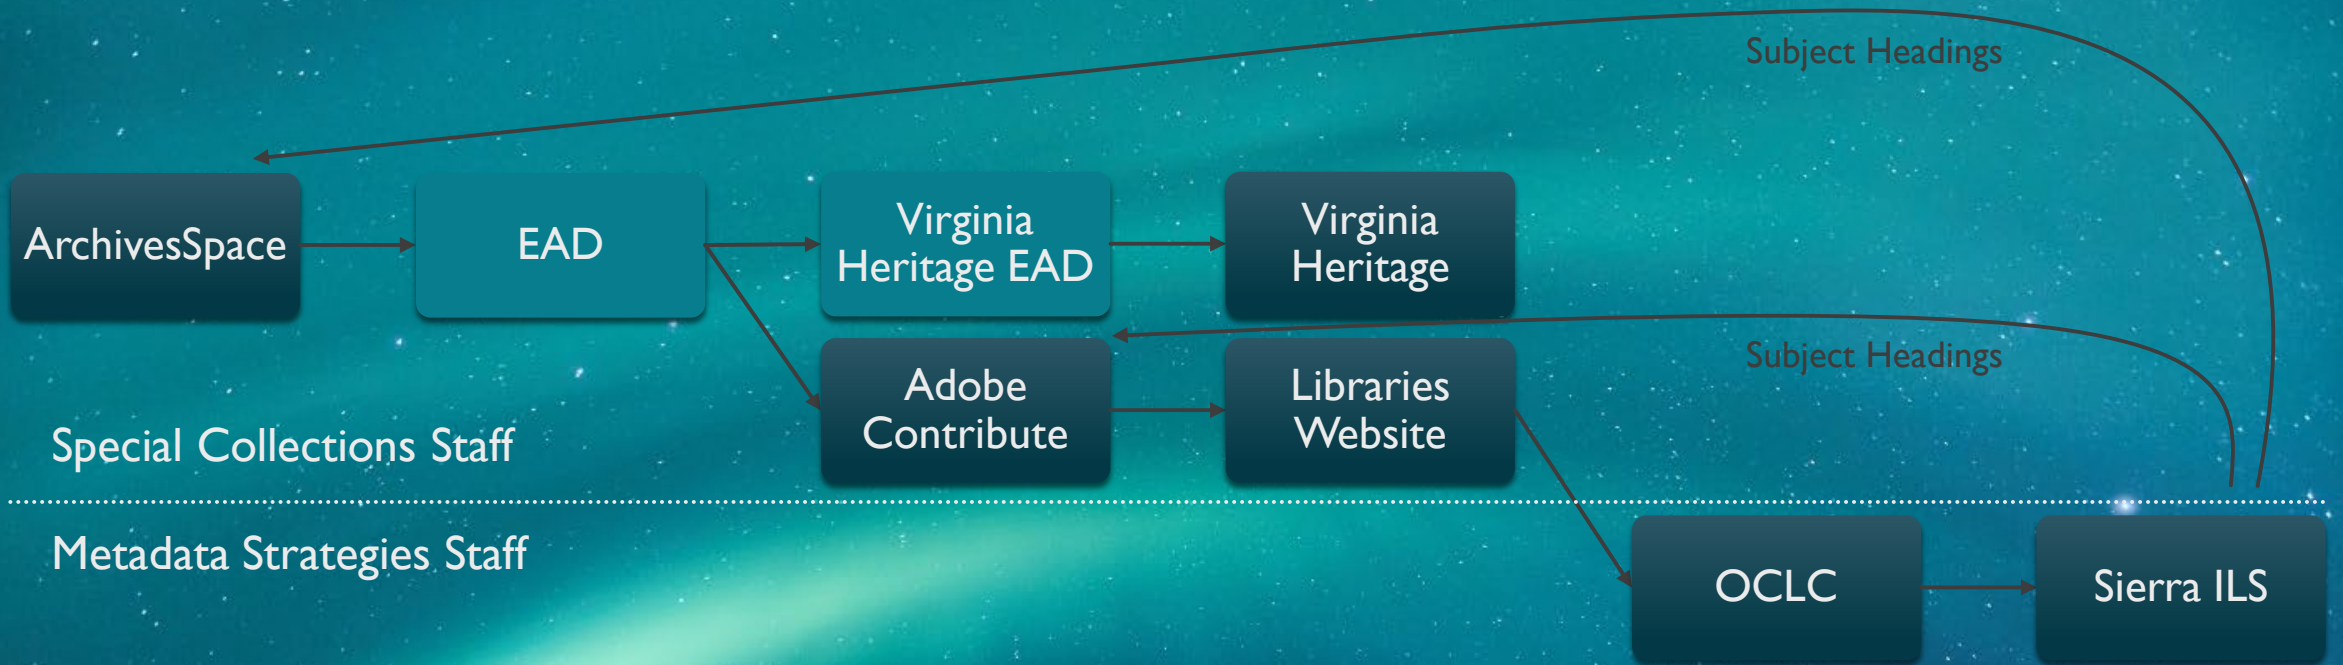 Subject Headings
ArchivesSpace
EAD
Virginia
Heritage EAD
Virginia
Heritage
Subject Headings
Adobe
Contribute
Libraries
Website
Special Collections Staff
Metadata Strategies Staff
OCLC
Sierra ILS